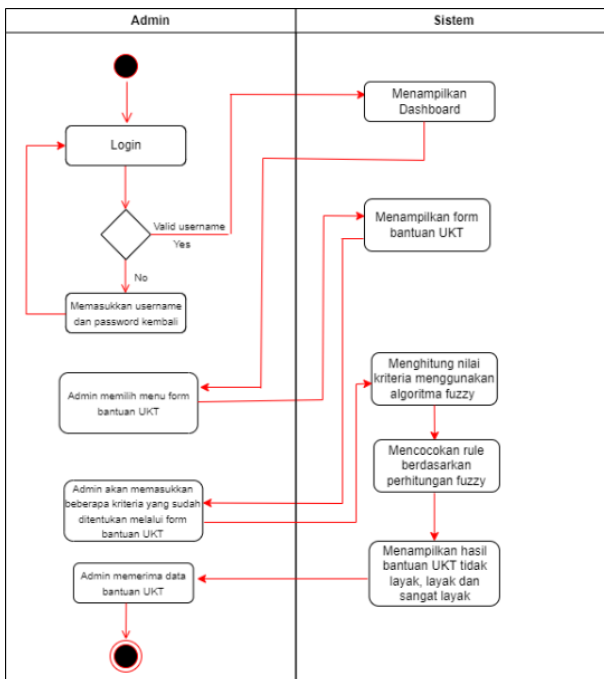 Admin
Sistem
Menampilkan
Dashboard
Login
Valid username
Yes
Menampilkan form
bantuan UKT
No
Memasukkan username
dan password kembali
Admin memilih menu form
bantuan UKT
Menghitung nilai
kriteria menggunakan
algoritma fuzzy
Mencocokan rule
berdasarkan
perhitungan fuzzy
Admin akan memasukkan
beberapa kriteria yang sudah
ditentukan melalui form
bantuan UKT
Menampilkan hasil
bantuan UKT tidak
layak, layak dan
sangat layak
Admin memerima data
bantuan UKT